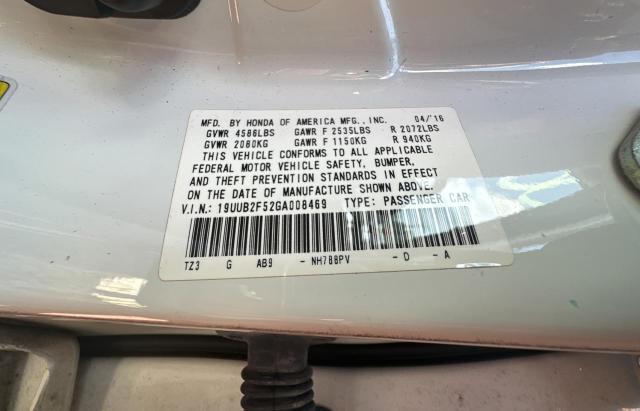 MFD. BY HONDA OF AMERICA MFG., INC. 04/'16
GVWR 4586LBS GAWR F 2535LBS R 2072LBS
GVWR 2080KG GAWR F 1150KG R 940KG
THIS VEHICLE CONFORMS TO ALL APPLICABLE
FEDERAL MOTOR VEHICLE SAFETY, BUMPER,
AND THEFT PREVENTION STANDARDS IN EFFECT
ON THE DATE OF MANUFACTURE SHOWN ABOVE.
V.I.N.: 19UUB2F52GA008469 TYPE: PASSENGER CAR
TZ3 G AB9 - NH788PV - D - A